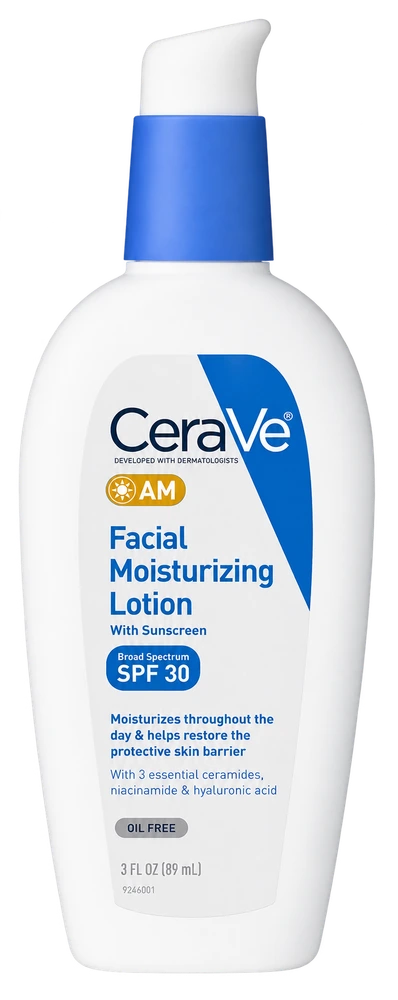 CeraVe®
DEVELOPED WITH DERMATOLOGISTS
AM
Facial
Moisturizing
Lotion
With Sunscreen
Broad Spectrum
SPF 30
Moisturizes throughout the
day & helps restore the
protective skin barrier
With 3 essential ceramides,
niacinamide & hyaluronic acid
OIL FREE
3 FL OZ (89 mL)
9246001